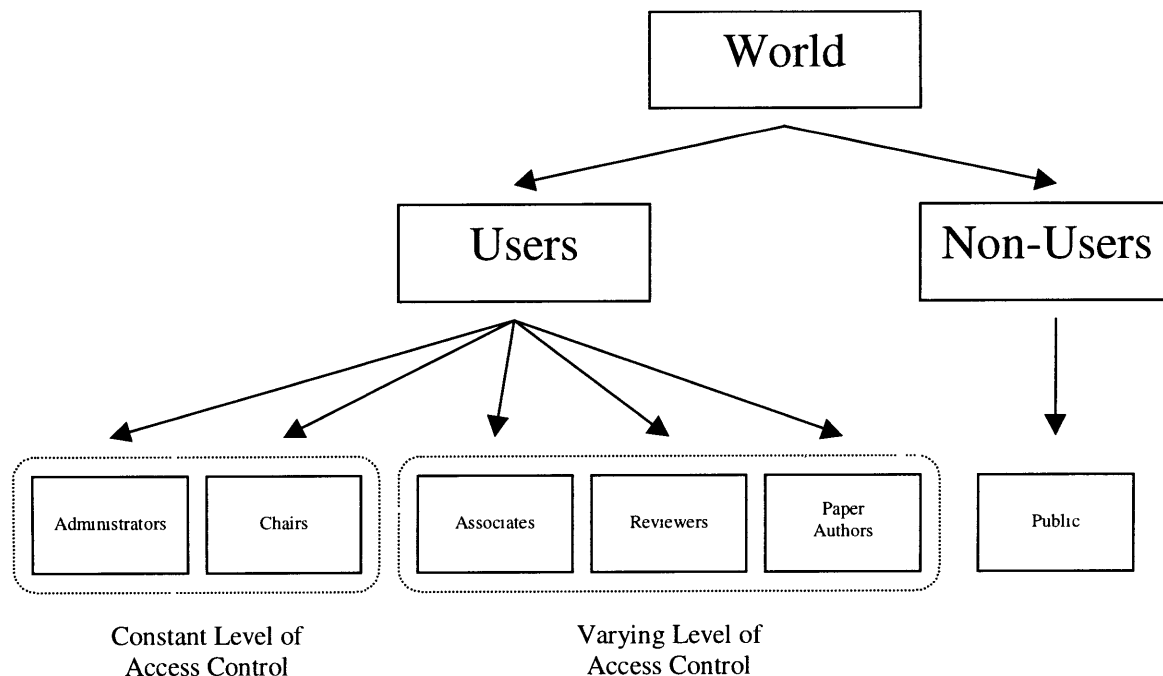 World
Users
Non-Users
Administrators
Chairs
Associates
Reviewers
Paper
Authors
Public
Constant Level of
Access Control
Varying Level of
Access Control